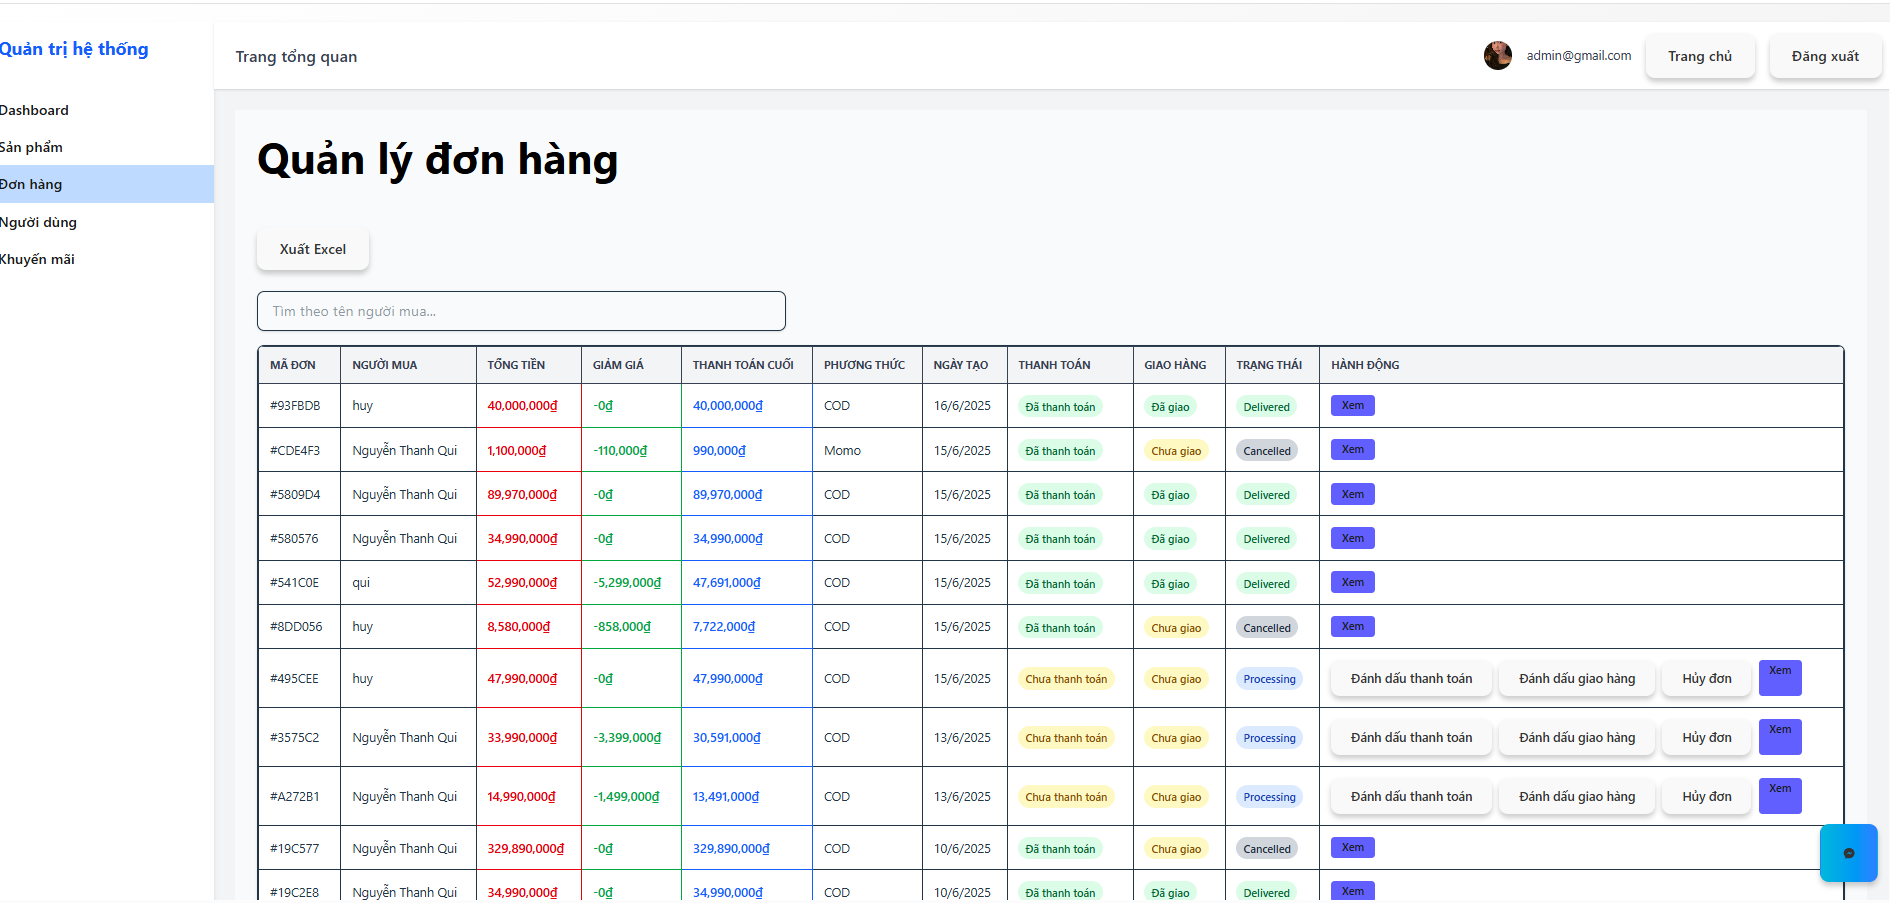 Quản trị hệ thống
Dashboard
Sản phẩm
Đơn hàng
Người dùng
Khuyến mãi
Trang tổng quan
admin@gmail.com
Trang chủ
Đăng xuất
Quản lý đơn hàng
Xuất Excel
Tìm theo tên người mua...
MÃ ĐƠN NGƯỜI MUA TỔNG TIỀN GIẢM GIÁ THANH TOÁN CUỐI PHƯƠNG THỨC NGÀY TẠO THANH TOÁN GIAO HÀNG TRẠNG THÁI HÀNH ĐỘNG
#93FBDB huy 40,000,000₫ -0₫ 40,000,000₫ COD 16/6/2025 Đã thanh toán Đã giao Delivered Xem
#CDE4F3 Nguyễn Thanh Qui 1,100,000₫ -110,000₫ 990,000₫ Momo 15/6/2025 Đã thanh toán Chưa giao Cancelled Xem
#5809D4 Nguyễn Thanh Qui 89,970,000₫ -0₫ 89,970,000₫ COD 15/6/2025 Đã thanh toán Đã giao Delivered Xem
#580576 Nguyễn Thanh Qui 34,990,000₫ -0₫ 34,990,000₫ COD 15/6/2025 Đã thanh toán Đã giao Delivered Xem
#541C0E qui 52,990,000₫ -5,299,000₫ 47,691,000₫ COD 15/6/2025 Đã thanh toán Đã giao Delivered Xem
#8DD056 huy 8,580,000₫ -858,000₫ 7,722,000₫ COD 15/6/2025 Đã thanh toán Chưa giao Cancelled Xem
#495CEE huy 47,990,000₫ -0₫ 47,990,000₫ COD 15/6/2025 Chưa thanh toán Chưa giao Processing Đánh dấu thanh toán Đánh dấu giao hàng Hủy đơn Xem
#3575C2 Nguyễn Thanh Qui 33,990,000₫ -3,399,000₫ 30,591,000₫ COD 13/6/2025 Chưa thanh toán Chưa giao Processing Đánh dấu thanh toán Đánh dấu giao hàng Hủy đơn Xem
#A272B1 Nguyễn Thanh Qui 14,990,000₫ -1,499,000₫ 13,491,000₫ COD 13/6/2025 Chưa thanh toán Chưa giao Processing Đánh dấu thanh toán Đánh dấu giao hàng Hủy đơn Xem
#19C577 Nguyễn Thanh Qui 329,890,000₫ -0₫ 329,890,000₫ COD 10/6/2025 Đã thanh toán Chưa giao Cancelled Xem
#19C2E8 Nguyễn Thanh Qui 34,990,000₫ -0₫ 34,990,000₫ COD 10/6/2025 Đã thanh toán Đã giao Delivered Xem